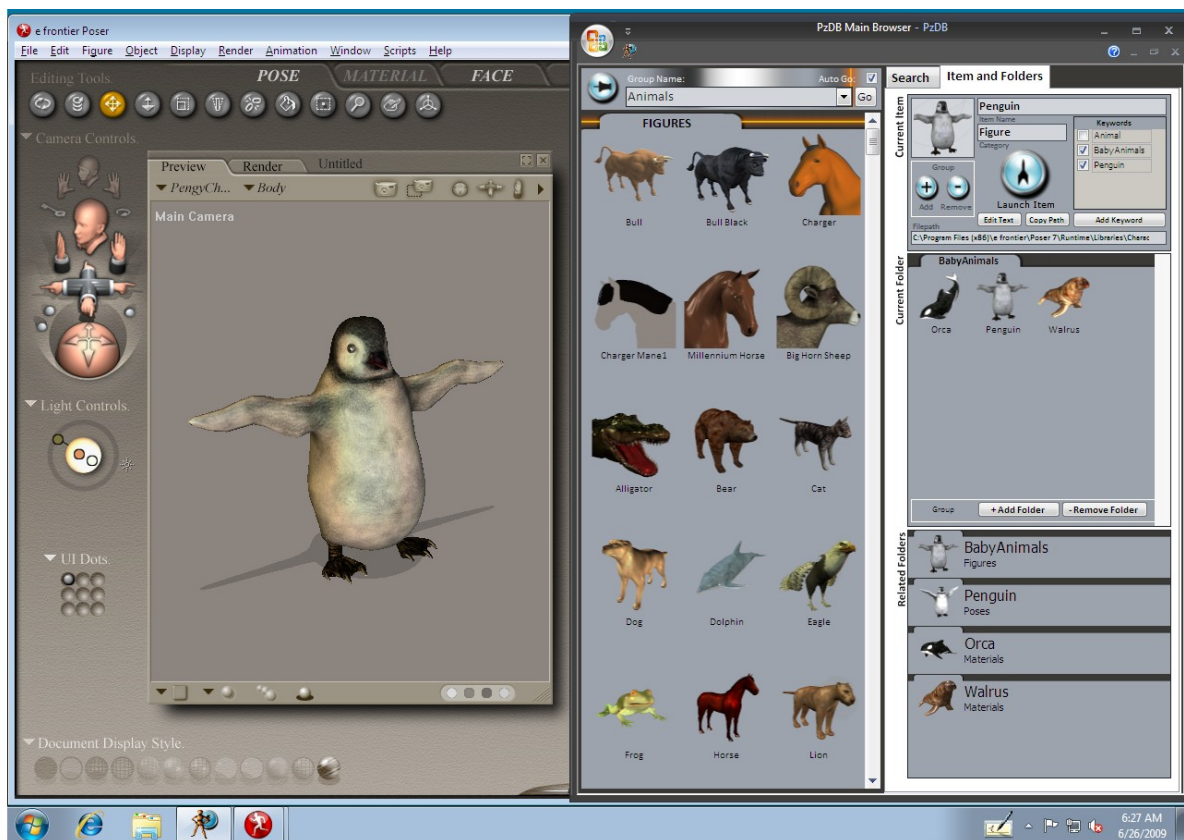 e frontier Poser
File Edit Figure Object Display Render Animation Window Scripts Help
Editing Tools.
POSE MATERIAL FACE
Camera Controls.
Preview Render Untitled
PengyCh... Body
Main Camera
Light Controls.
UI Dots.
Document Display Style.
PzDB Main Browser - PzDB
Group Name: Auto Go:
Animals Go
FIGURES
Bull Bull Black Charger
Charger Mane1 Millennium Horse Big Horn Sheep
Alligator Bear Cat
Dog Dolphin Eagle
Frog Horse Lion
Search Item and Folders
Current Item
Penguin
Item Name
Figure
Category
Keywords
Animal
BabyAnimals
Penguin
Group
Add Remove
Launch Item
Edit Text Copy Path Add Keyword
Filepath
C:\Program Files (x86)\e frontier\Poser 7\Runtime\Libraries\Charac
Current Folder
BabyAnimals
Orca Penguin Walrus
Group + Add Folder - Remove Folder
Related Folders
BabyAnimals
Figures
Penguin
Poses
Orca
Materials
Walrus
Materials
6:27 AM
6/26/2009